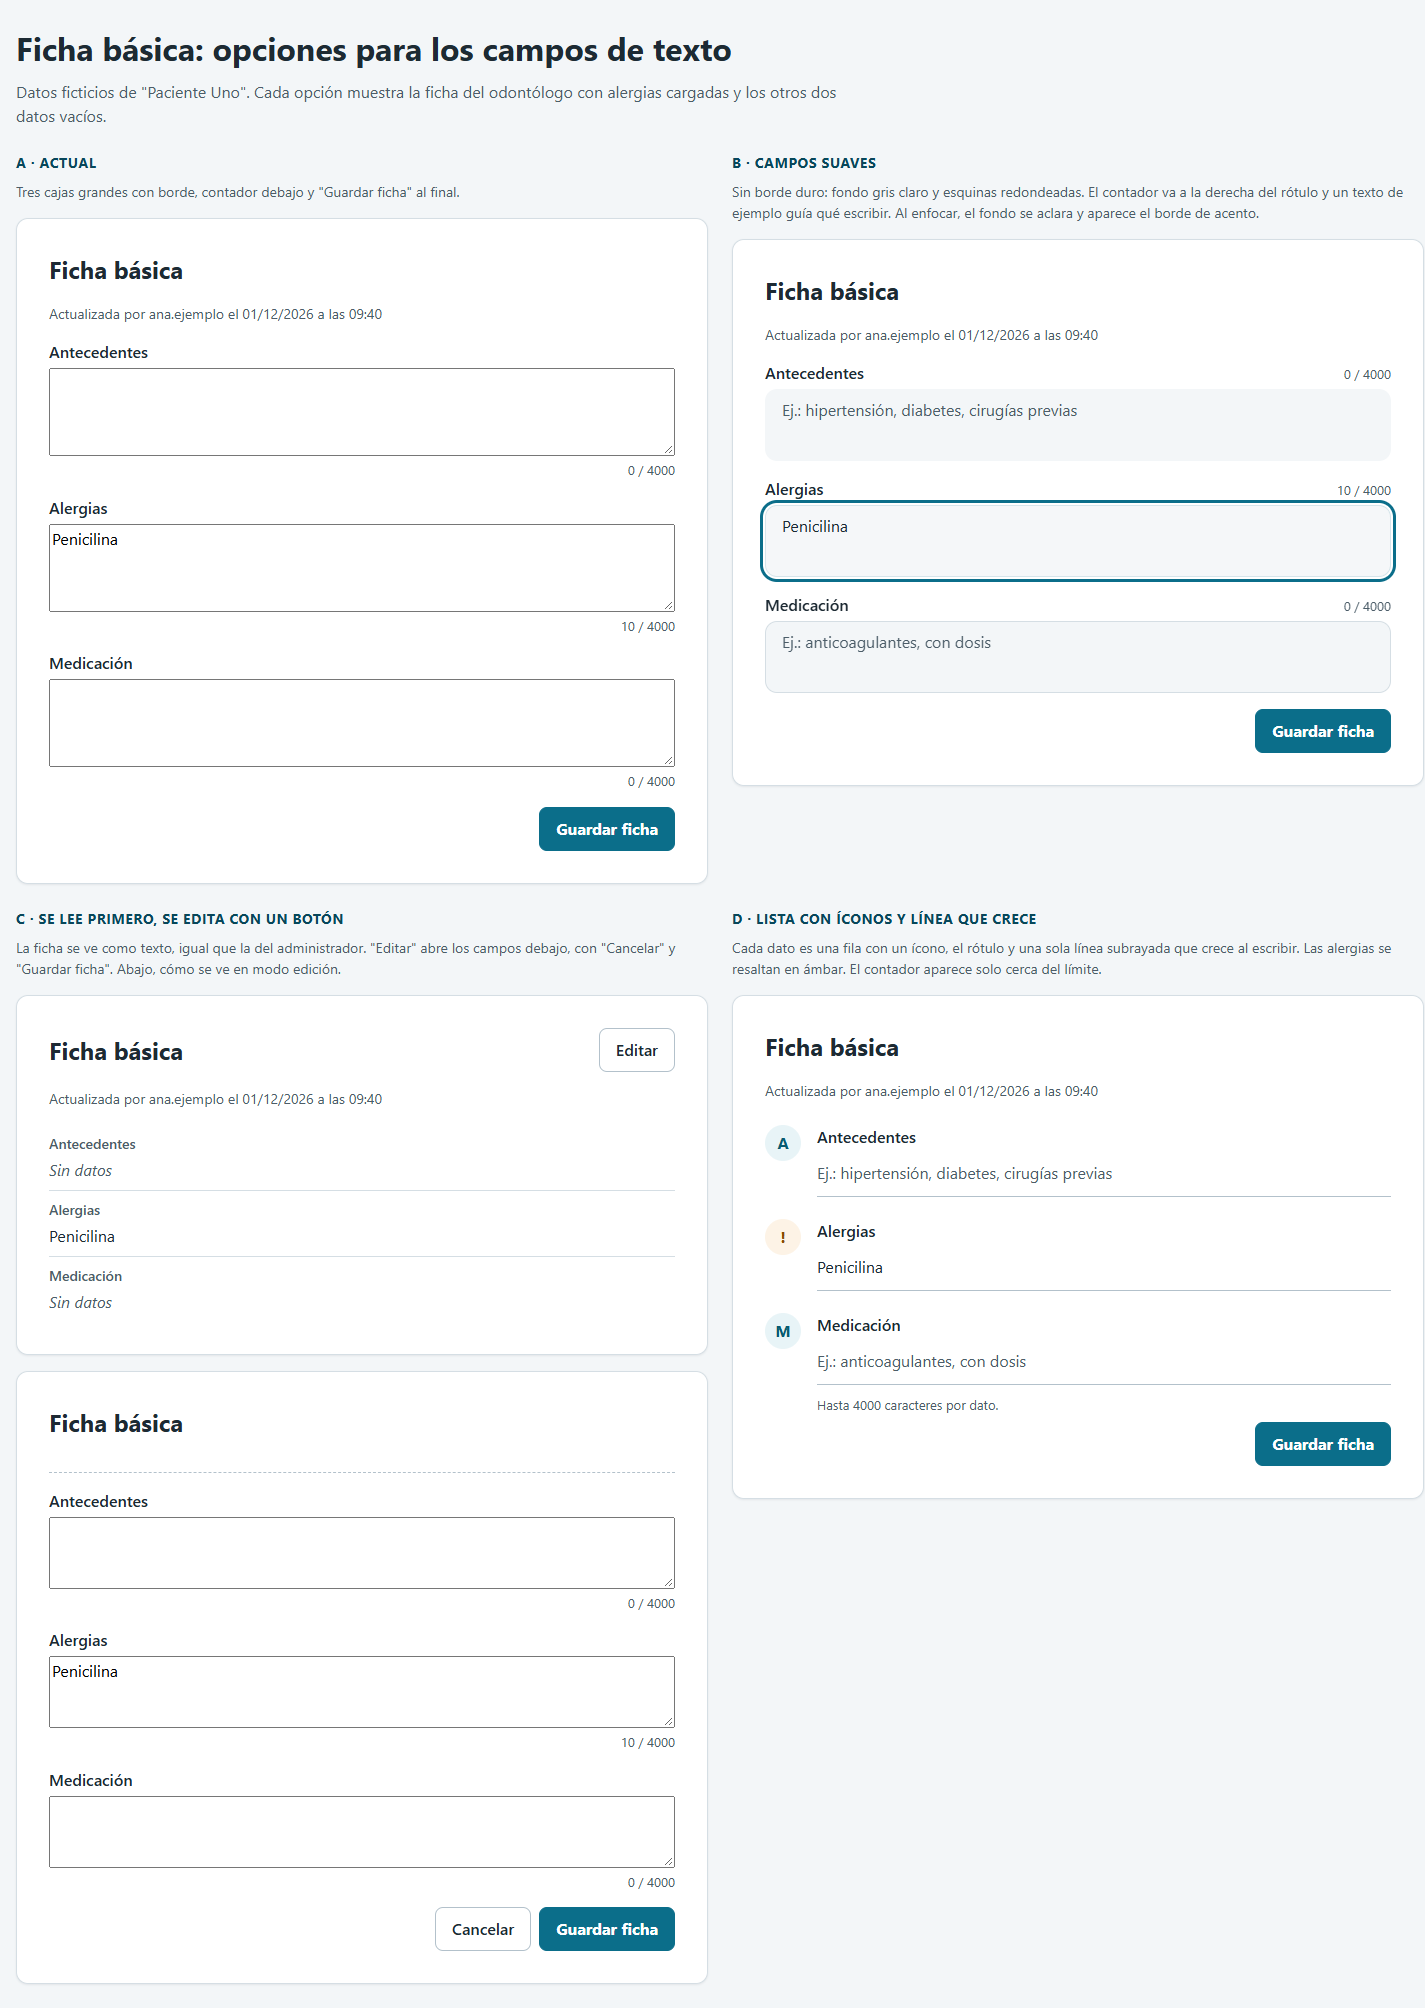 Ficha básica: opciones para los campos de texto
Datos ficticios de "Paciente Uno". Cada opción muestra la ficha del odontólogo con alergias cargadas y los otros dos
datos vacíos.
A · ACTUAL
Tres cajas grandes con borde, contador debajo y "Guardar ficha" al final.
Ficha básica
Actualizada por ana.ejemplo el 01/12/2026 a las 09:40
Antecedentes
0 / 4000
Alergias
Penicilina
10 / 4000
Medicación
0 / 4000
Guardar ficha
B · CAMPOS SUAVES
Sin borde duro: fondo gris claro y esquinas redondeadas. El contador va a la derecha del rótulo y un texto de
ejemplo guía qué escribir. Al enfocar, el fondo se aclara y aparece el borde de acento.
Ficha básica
Actualizada por ana.ejemplo el 01/12/2026 a las 09:40
Antecedentes 0 / 4000
Ej.: hipertensión, diabetes, cirugías previas
Alergias 10 / 4000
Penicilina
Medicación 0 / 4000
Ej.: anticoagulantes, con dosis
Guardar ficha
C · SE LEE PRIMERO, SE EDITA CON UN BOTÓN
La ficha se ve como texto, igual que la del administrador. "Editar" abre los campos debajo, con "Cancelar" y
"Guardar ficha". Abajo, cómo se ve en modo edición.
Ficha básica
Editar
Actualizada por ana.ejemplo el 01/12/2026 a las 09:40
Antecedentes
Sin datos
Alergias
Penicilina
Medicación
Sin datos
Ficha básica
Antecedentes
0 / 4000
Alergias
Penicilina
10 / 4000
Medicación
0 / 4000
Cancelar
Guardar ficha
D · LISTA CON ÍCONOS Y LÍNEA QUE CRECE
Cada dato es una fila con un ícono, el rótulo y una sola línea subrayada que crece al escribir. Las alergias se
resaltan en ámbar. El contador aparece solo cerca del límite.
Ficha básica
Actualizada por ana.ejemplo el 01/12/2026 a las 09:40
A Antecedentes
Ej.: hipertensión, diabetes, cirugías previas
! Alergias
Penicilina
M Medicación
Ej.: anticoagulantes, con dosis
Hasta 4000 caracteres por dato.
Guardar ficha